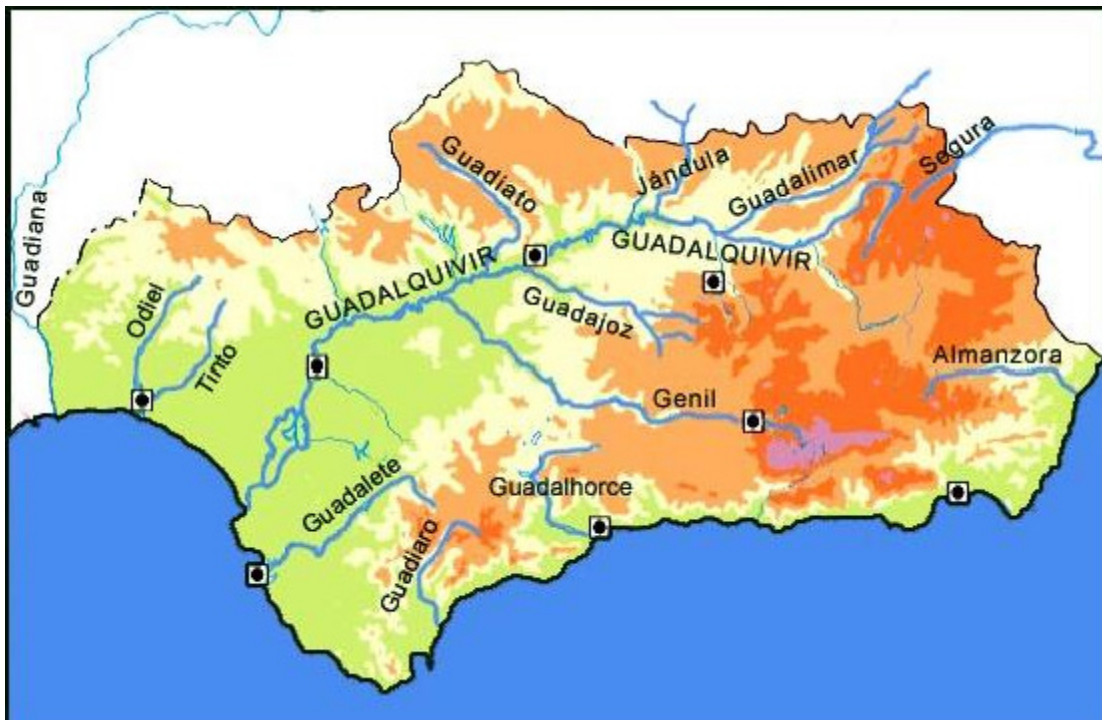 Guadiana
Odiel
Tinto
Guadiato
GUADALQUIVIR
Jándula
Guadalimar
Segura
GUADALQUIVIR
Guadajoz
Genil
Almanzora
Guadalete
Guadalhorce
Guadiaro